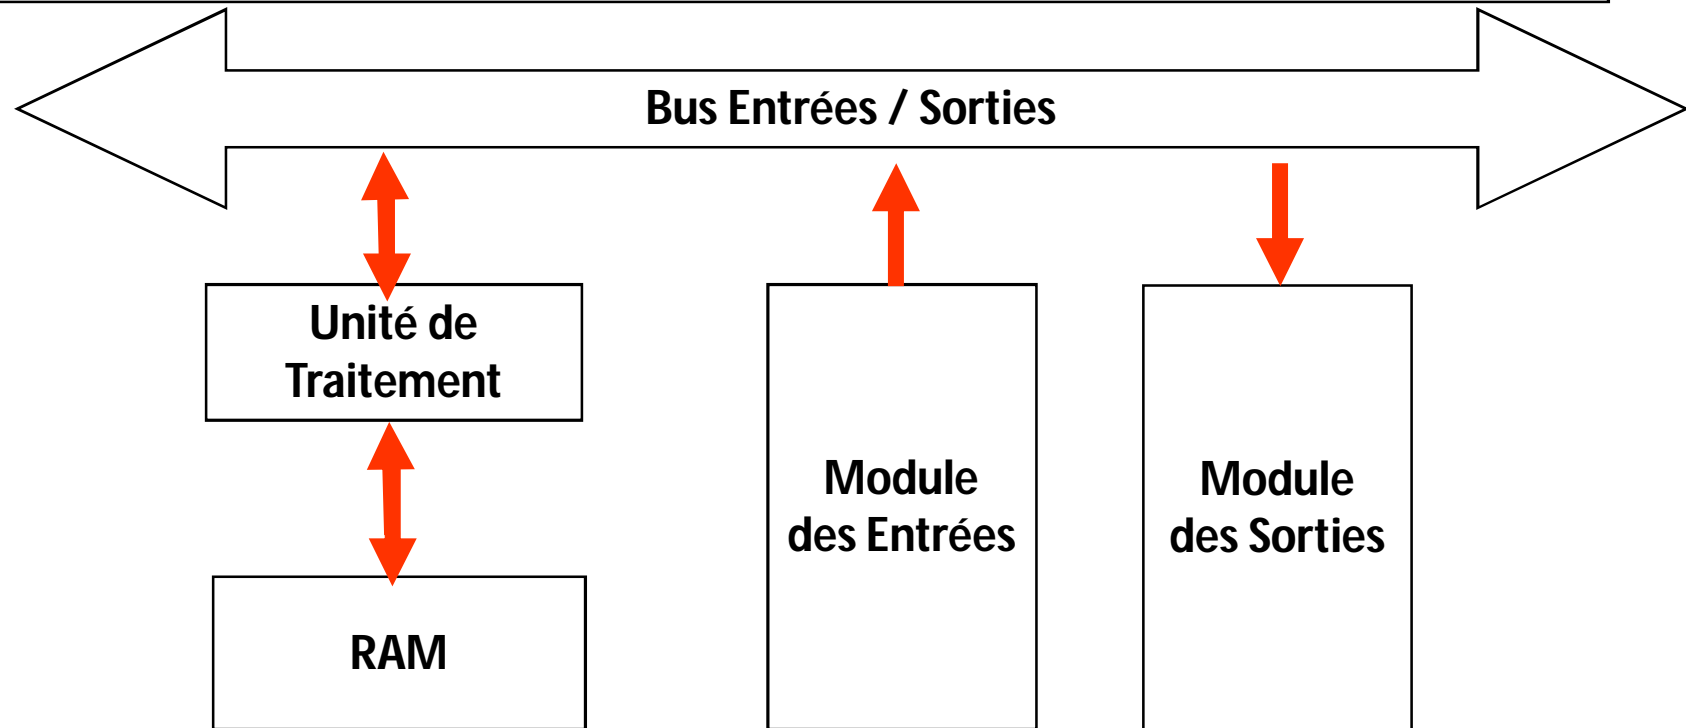 Bus Entrées / Sorties
Unité de
Traitement
Module
des Entrées
Module
des Sorties
RAM